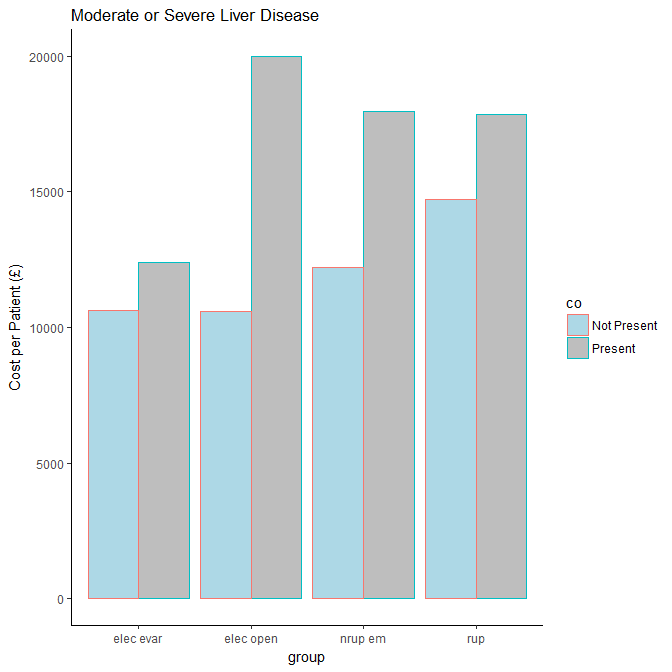 Moderate or Severe Liver Disease
Cost per Patient (£)
20000
15000
10000
5000
0
elec evar
elec open
nrup em
rup
group
co
Not Present
Present